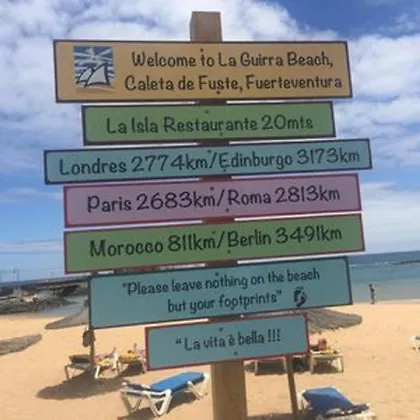 Welcome to La Guirra Beach,
Caleta de Fuste, Fuerteventura
La Isla Restaurante 20mts
Londres 2774km/Edinburgo 3173km
Paris 2683km/Roma 2813km
Morocco 811km/Berlin 3491km
"Please leave nothing on the beach
but your footprints"
"La vita è bella !!!